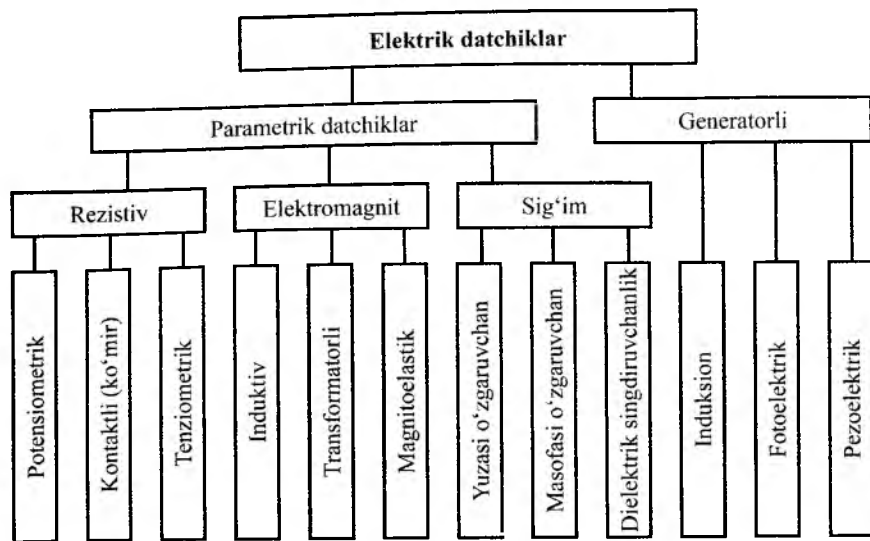 Elektrik datchiklar
Parametrik datchiklar
Generatorli
Rezistiv
Elektromagnit
Sig‘im
Potensiometrik
Kontaktli (ko‘mir)
Tenziometrik
Induktiv
Transformatorli
Magnitoelastik
Yuzasi o‘zgaruvchan
Masofasi o‘zgaruvchan
Dielektrik singdiruvchanlik
Induksion
Fotoelektrik
Pezoelektrik